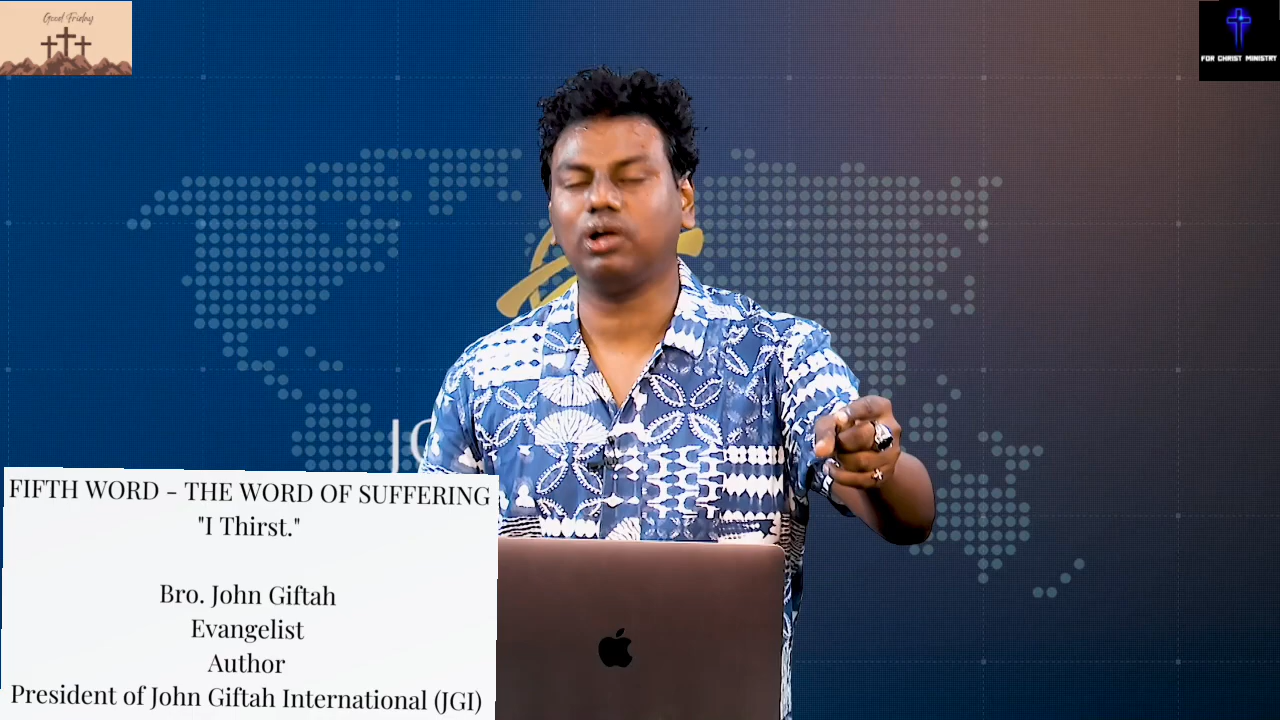 Good Friday
FOR CHRIST MINISTRY
FIFTH WORD - THE WORD OF SUFFERING
"I Thirst."
Bro. John Giftah
Evangelist
Author
President of John Giftah International (JGI)